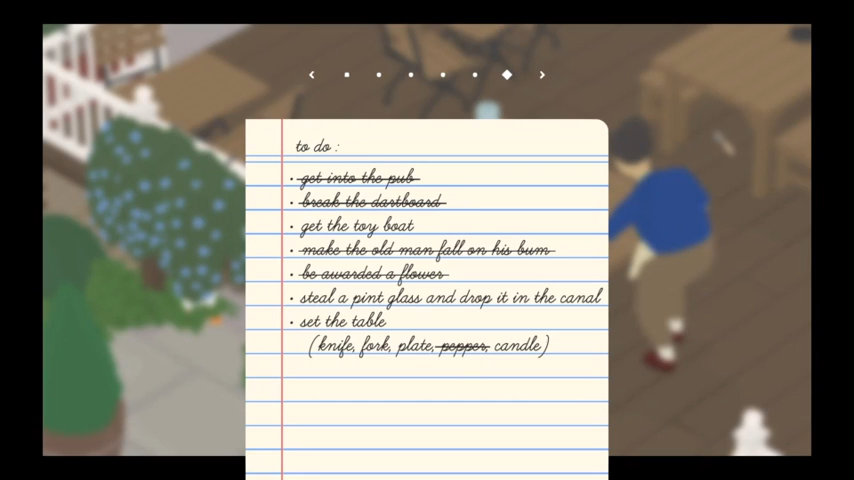 to do :
• get into the pub
• break the dartboard
• get the toy boat
• make the old man fall on his bum
• be awarded a flower
• steal a pint glass and drop it in the canal
• set the table
(knife, fork, plate, pepper, candle)